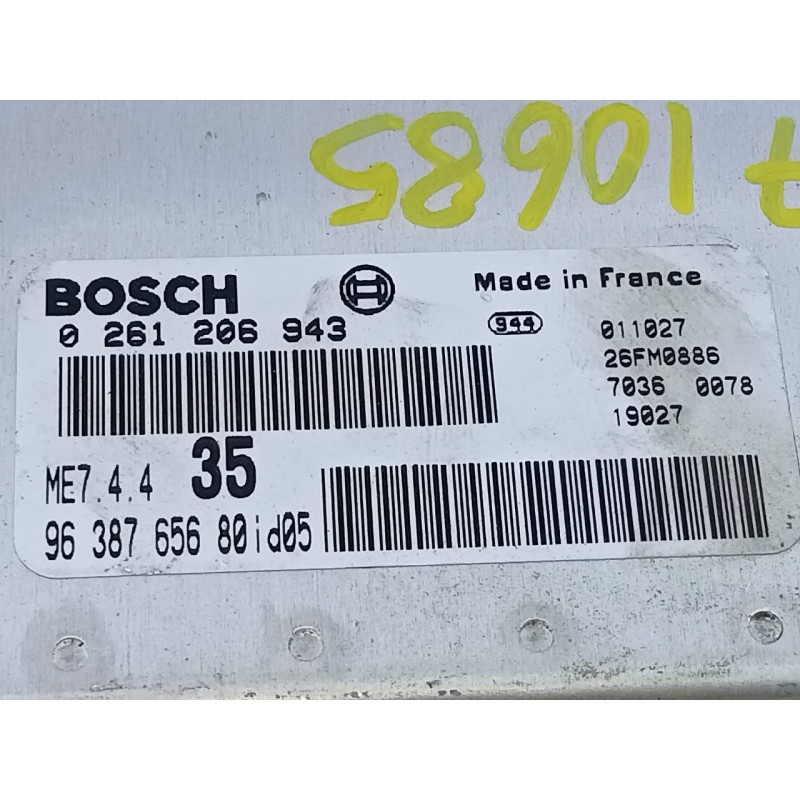 710685
BOSCH
Made in France
0 261 206 943
944
011027
26FM0886
7036 0078
19027
ME7.4.4 35
96 387 656 80id05